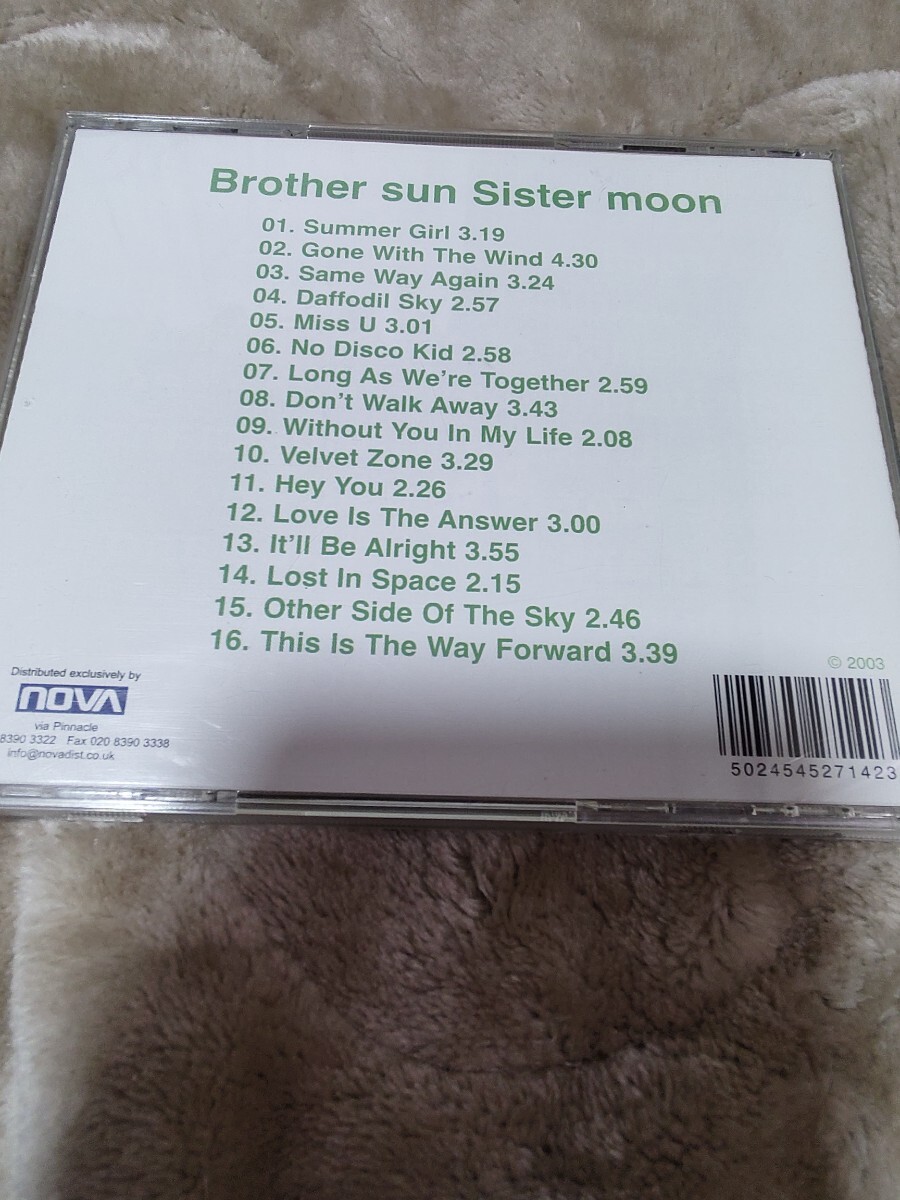 Brother sun Sister moon
01. Summer Girl 3.19
02. Gone With The Wind 4.30
03. Same Way Again 3.24
04. Daffodil Sky 2.57
05. Miss U 3.01
06. No Disco Kid 2.58
07. Long As We're Together 2.59
08. Don't Walk Away 3.43
09. Without You In My Life 2.08
10. Velvet Zone 3.29
11. Hey You 2.26
12. Love Is The Answer 3.00
13. It'll Be Alright 3.55
14. Lost In Space 2.15
15. Other Side Of The Sky 2.46
16. This Is The Way Forward 3.39
© 2003
Distributed exclusively by
NOVA
via Pinnacle
8390 3322 Fax 020 8390 3338
info@novadist.co.uk
5024545271423